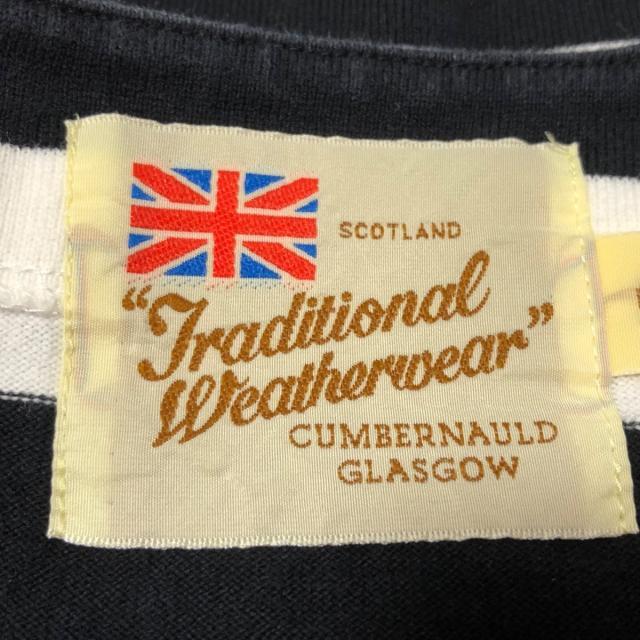 SCOTLAND
"Traditional
Weatherwear"
CUMBERNAULD
GLASGOW